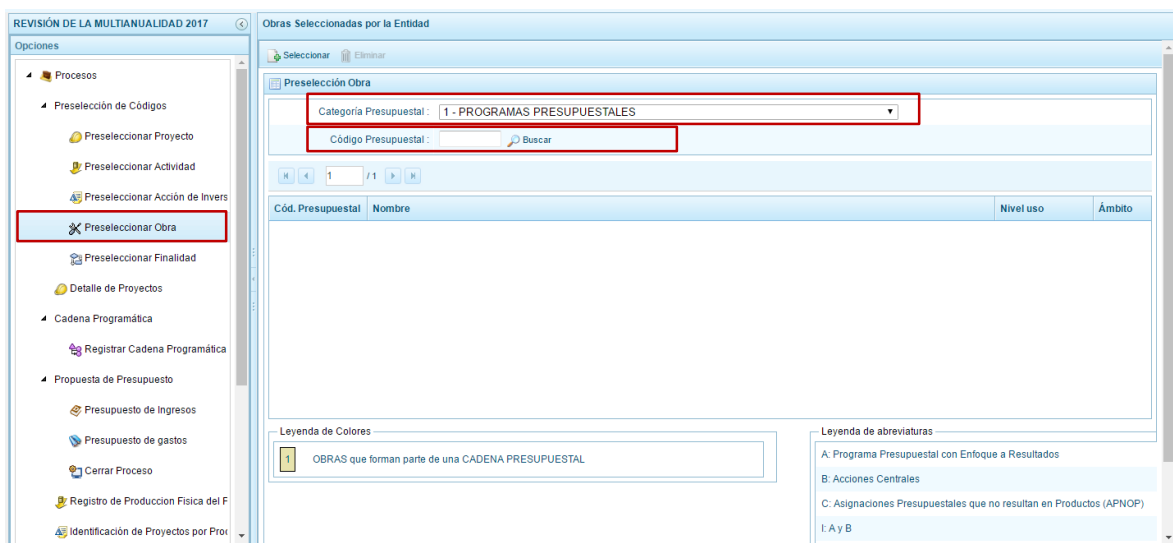 REVISIÓN DE LA MULTIANUALIDAD 2017
Opciones
Procesos
Preselección de Códigos
Preseleccionar Proyecto
Preseleccionar Actividad
Preseleccionar Acción de Invers
Preseleccionar Obra
Preseleccionar Finalidad
Detalle de Proyectos
Cadena Programática
Registrar Cadena Programática
Propuesta de Presupuesto
Presupuesto de Ingresos
Presupuesto de gastos
Cerrar Proceso
Registro de Produccion Fisica del F
Identificación de Proyectos por Proc
Obras Seleccionadas por la Entidad
Seleccionar Eliminar
Preselección Obra
Categoría Presupuestal : 1 - PROGRAMAS PRESUPUESTALES
Código Presupuestal : Buscar
1 / 1
Cód. Presupuestal Nombre Nivel uso Ámbito
Leyenda de Colores
1 OBRAS que forman parte de una CADENA PRESUPUESTAL
Leyenda de abreviaturas
A: Programa Presupuestal con Enfoque a Resultados
B: Acciones Centrales
C: Asignaciones Presupuestales que no resultan en Productos (APNOP)
I: A y B